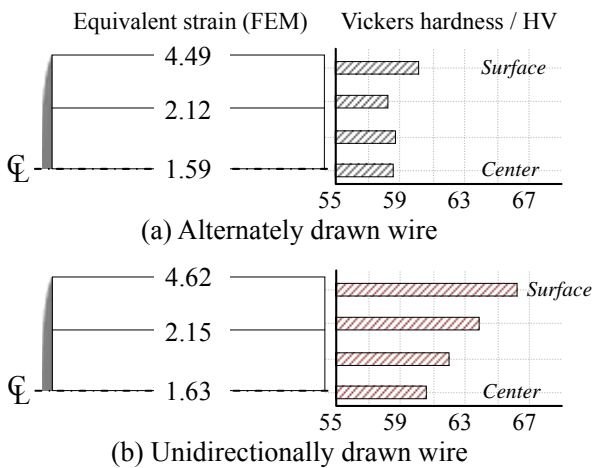 Equivalent strain (FEM) Vickers hardness / HV
4.49 Surface
2.12
℄ 1.59 Center
55 59 63 67
(a) Alternately drawn wire
4.62 Surface
2.15
℄ 1.63 Center
55 59 63 67
(b) Unidirectionally drawn wire